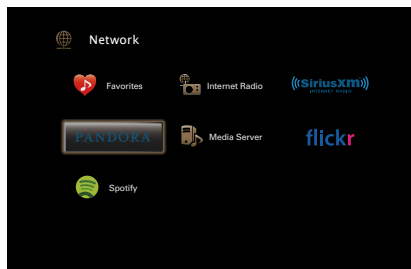 Network
Favorites
Internet Radio
((SiriusXM))
INTERNET RADIO
PANDORA
Media Server
flickr
Spotify